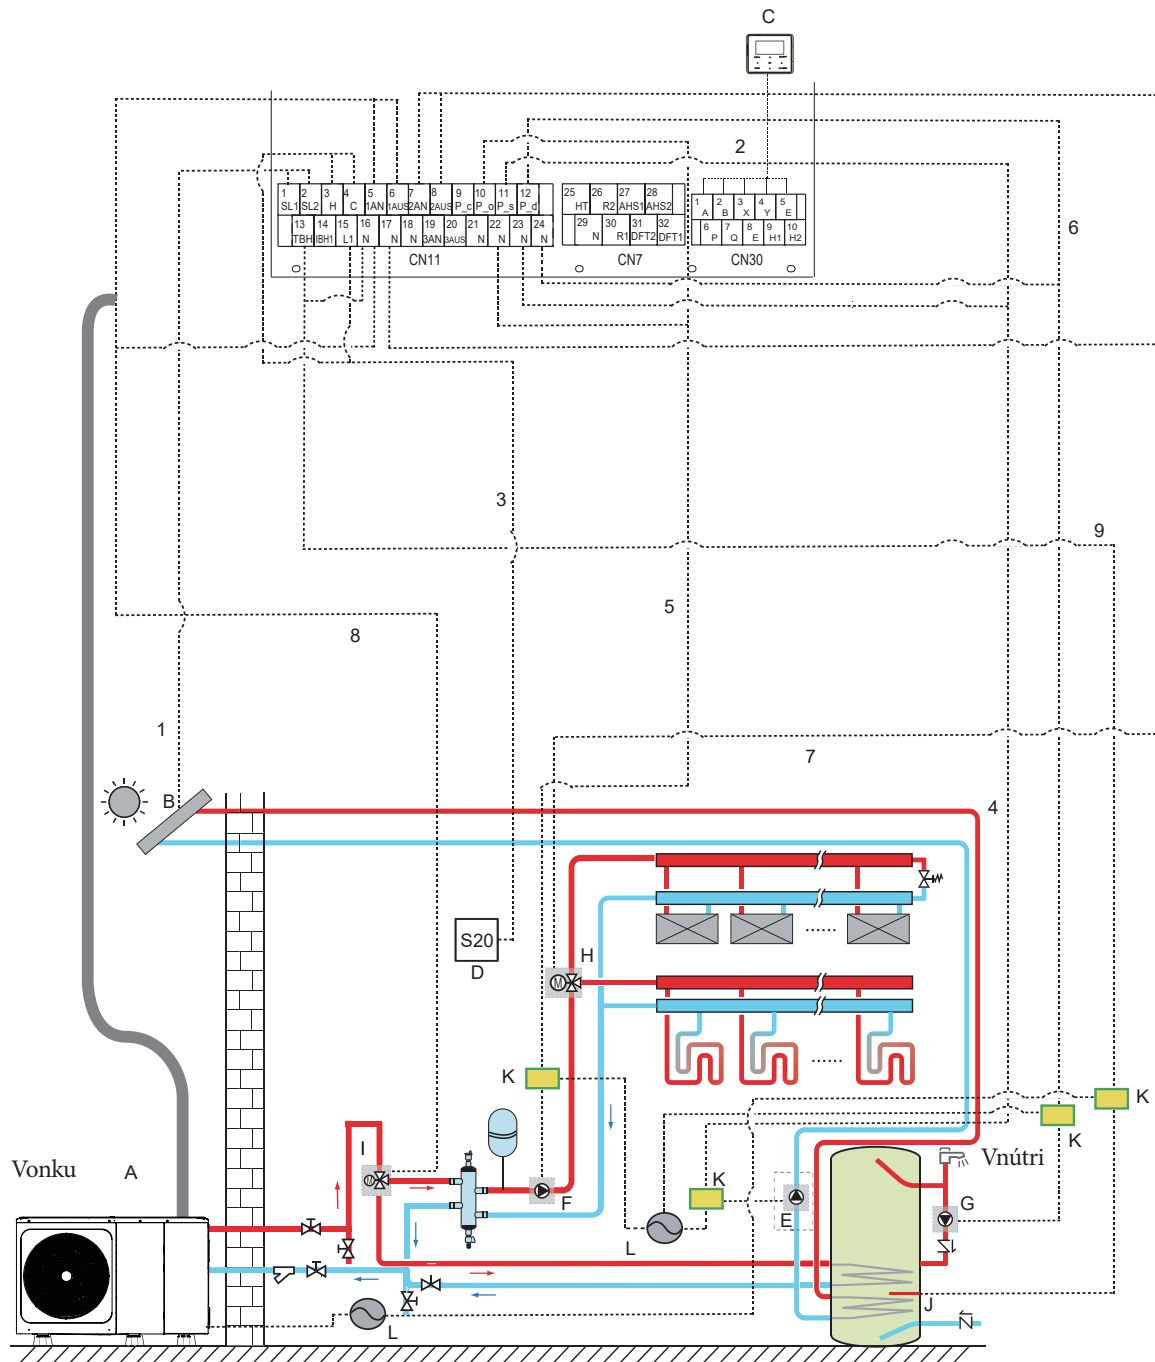 C
2
1 2 3 4 5 6 7 8 9 10 11 12
SL1 SL2 H C 1AN 1AUS 2AN 2AUS P_c P_o P_s P_d
13 14 15 16 17 18 19 20 21 22 23 24
TBH IBH1 L1 N N N 3AN 3AUS N N N N
CN11
25 26 27 28
HT R2 AHS1 AHS2
29 30 31 32
N R1 DFT2 DFT1
CN7
1 2 3 4 5
A B X Y E
6 7 8 9 10
P Q E H1 H2
CN30
6
3
9
5
8
1
7
B
4
S20
D
H
M
K
K
K
I
M
Vonku
A
Vnútri
K
F
E
G
L
J
L